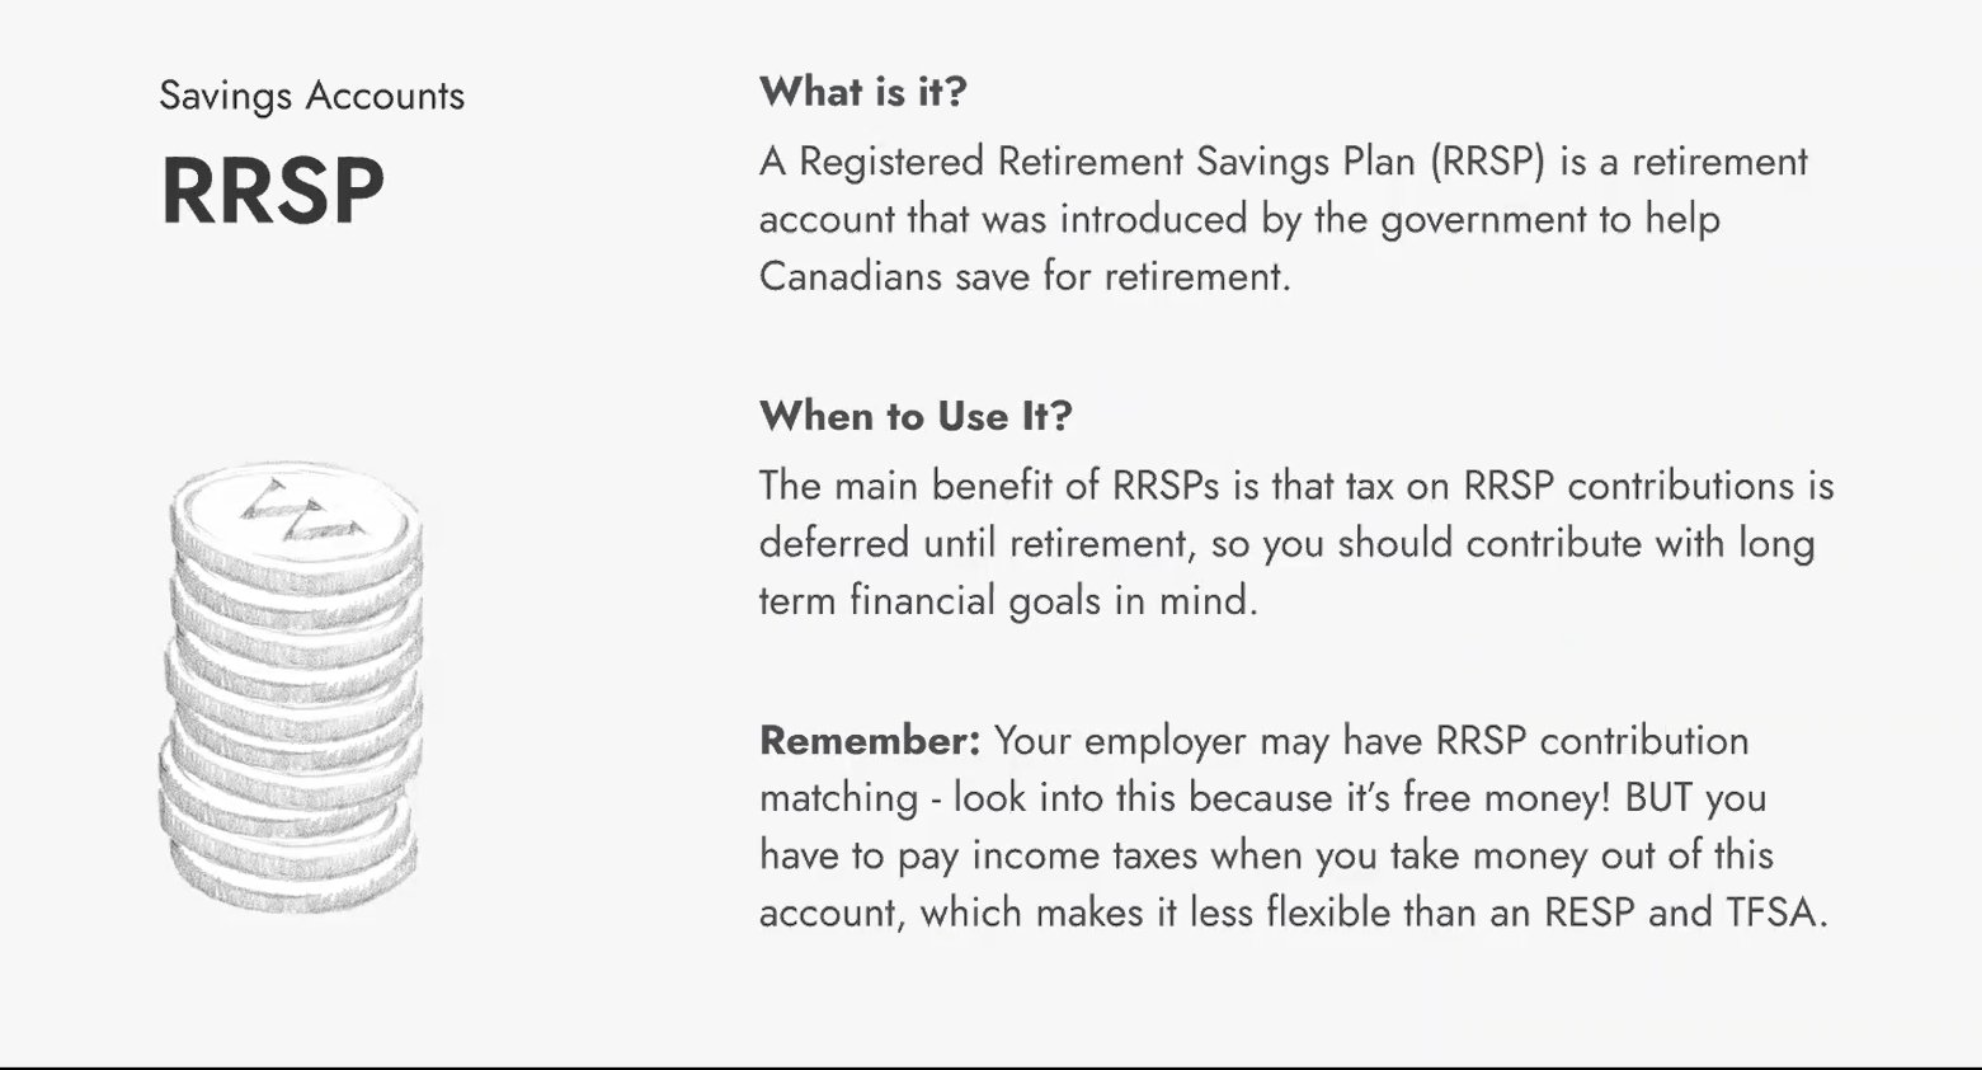 Savings Accounts
RRSP
What is it?
A Registered Retirement Savings Plan (RRSP) is a retirement
account that was introduced by the government to help
Canadians save for retirement.
When to Use It?
The main benefit of RRSPs is that tax on RRSP contributions is
deferred until retirement, so you should contribute with long
term financial goals in mind.
Remember: Your employer may have RRSP contribution
matching - look into this because it’s free money! BUT you
have to pay income taxes when you take money out of this
account, which makes it less flexible than an RESP and TFSA.